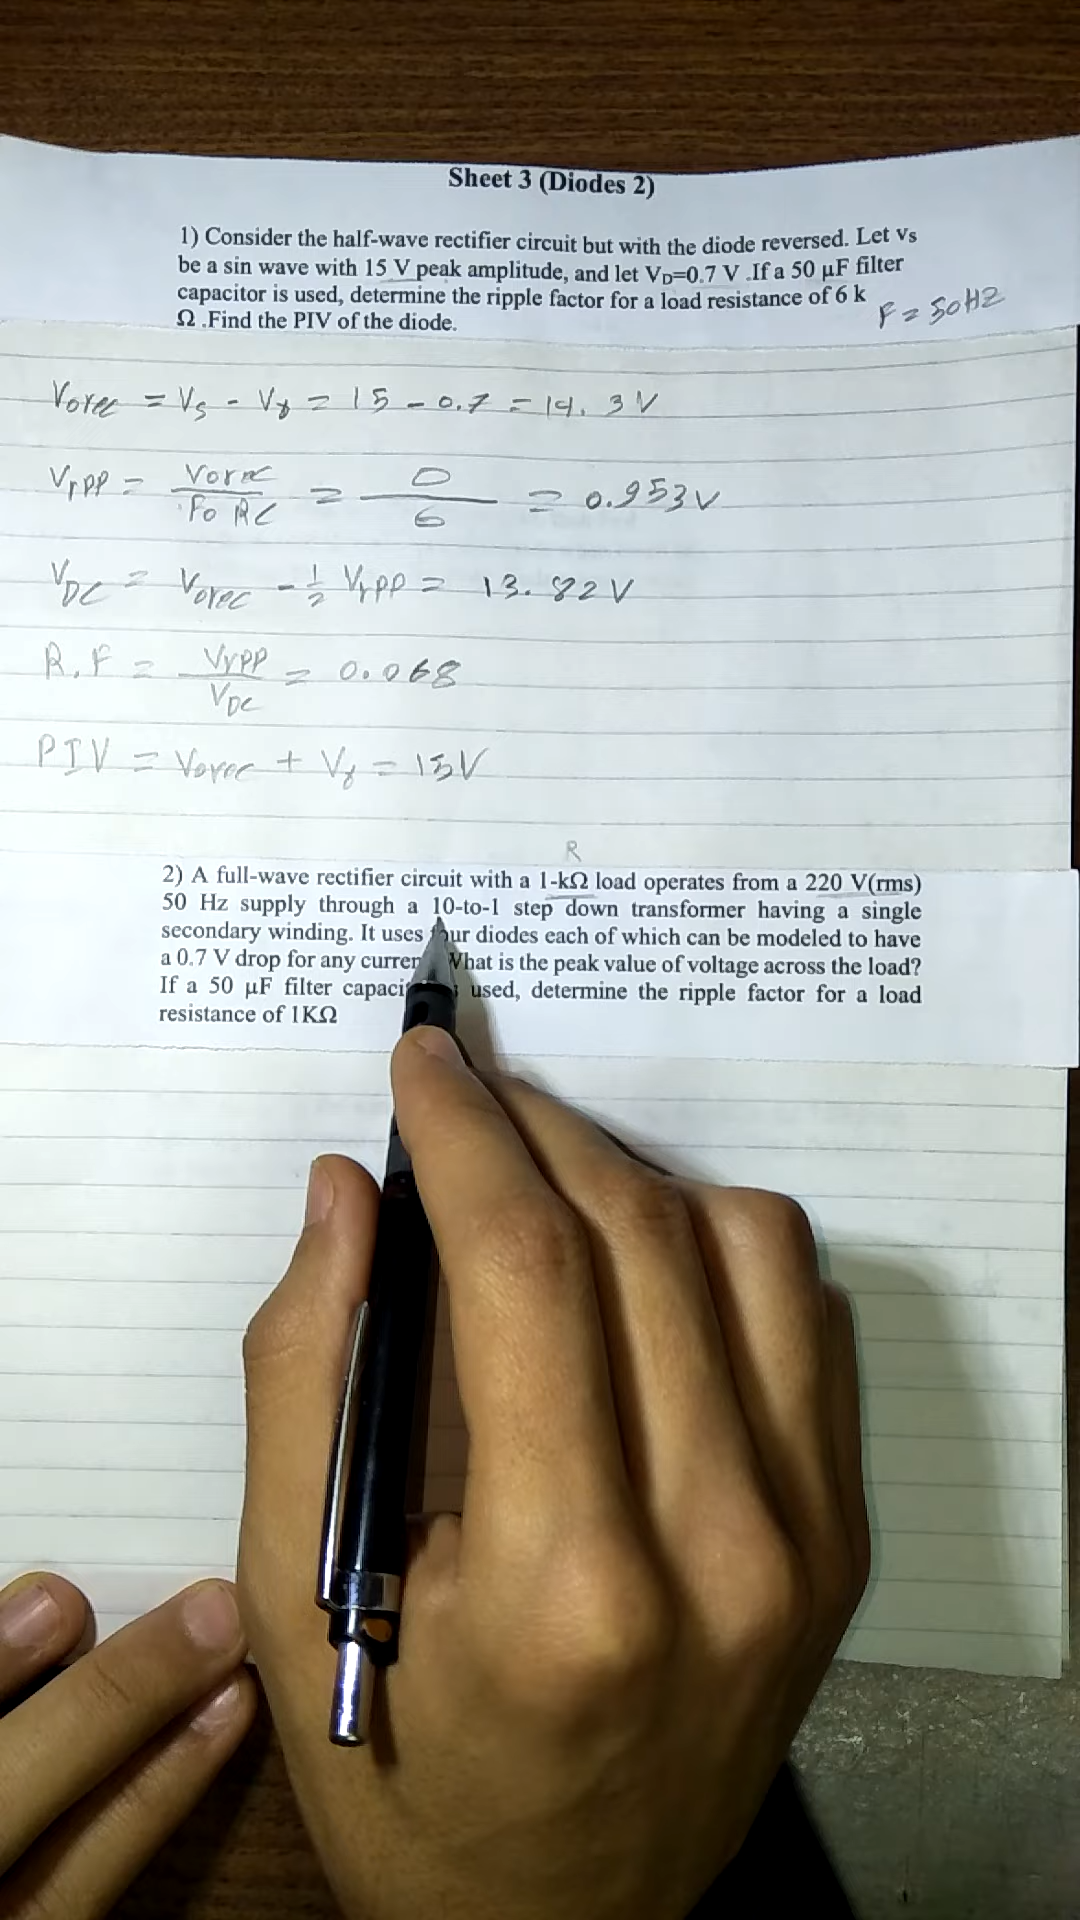 Sheet 3 (Diodes 2)
1) Consider the half-wave rectifier circuit but with the diode reversed. Let vs
be a sin wave with 15 V peak amplitude, and let VD=0.7 V .If a 50 μF filter
capacitor is used, determine the ripple factor for a load resistance of 6 k
Ω .Find the PIV of the diode.
F = 50HZ
Vorec = Vs - Vγ = 15 - 0.7 = 14.3V
VrPP = Vorec / Fo RC = 0 / 6 = 0.953V
VDC = Vorec - 1/2 VrPP = 13.82V
R.F = VrPP / VDC = 0.068
PIV = Vorec + Vγ = 15V
R
2) A full-wave rectifier circuit with a 1-kΩ load operates from a 220 V(rms)
50 Hz supply through a 10-to-1 step down transformer having a single
secondary winding. It uses diodes each of which can be modeled to have
a 0.7 V drop for any is the peak value of voltage across the load?
If a 50 μF filter used, determine the ripple factor for a load
resistance of 1KΩ